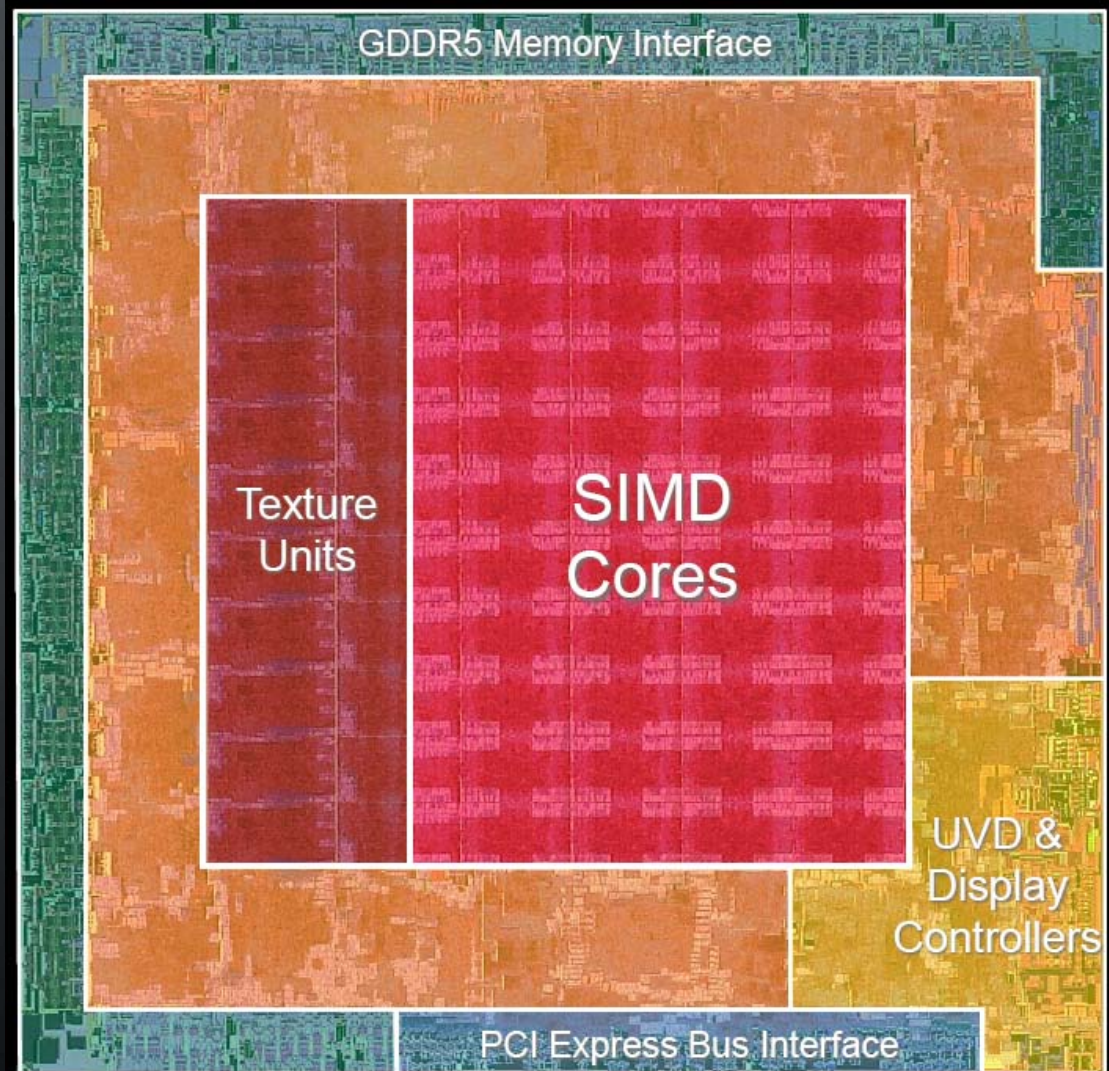 GDDR5 Memory Interface
Texture
Units
SIMD
Cores
UVD &
Display
Controllers
PCI Express Bus Interface